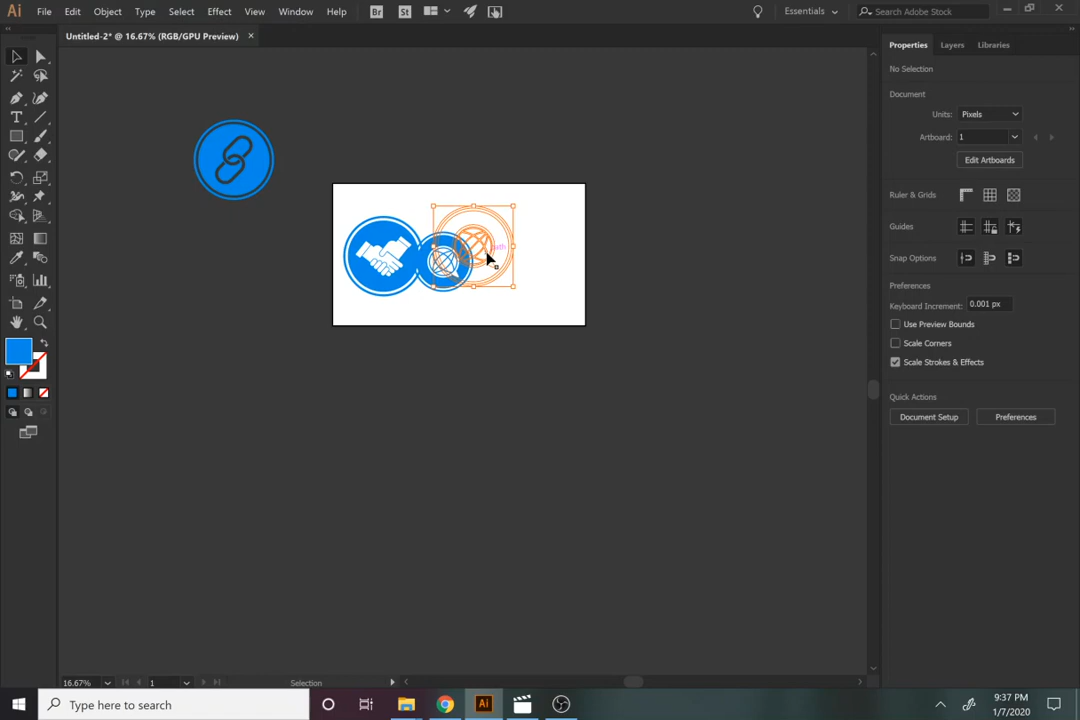 Ai File Edit Object Type Select Effect View Window Help Br St Essentials Search Adobe Stock
Untitled-2* @ 16.67% (RGB/GPU Preview) ×
Properties Layers Libraries
No Selection
Document
Units: Pixels
Artboard: 1
Edit Artboards
Ruler & Grids
Guides
Snap Options
Preferences
Keyboard Increment: 0.001 px
Use Preview Bounds
Scale Corners
Scale Strokes & Effects
Quick Actions
Document Setup Preferences
16.67% 1 Selection
Type here to search Ai 9:37 PM
1/7/2020